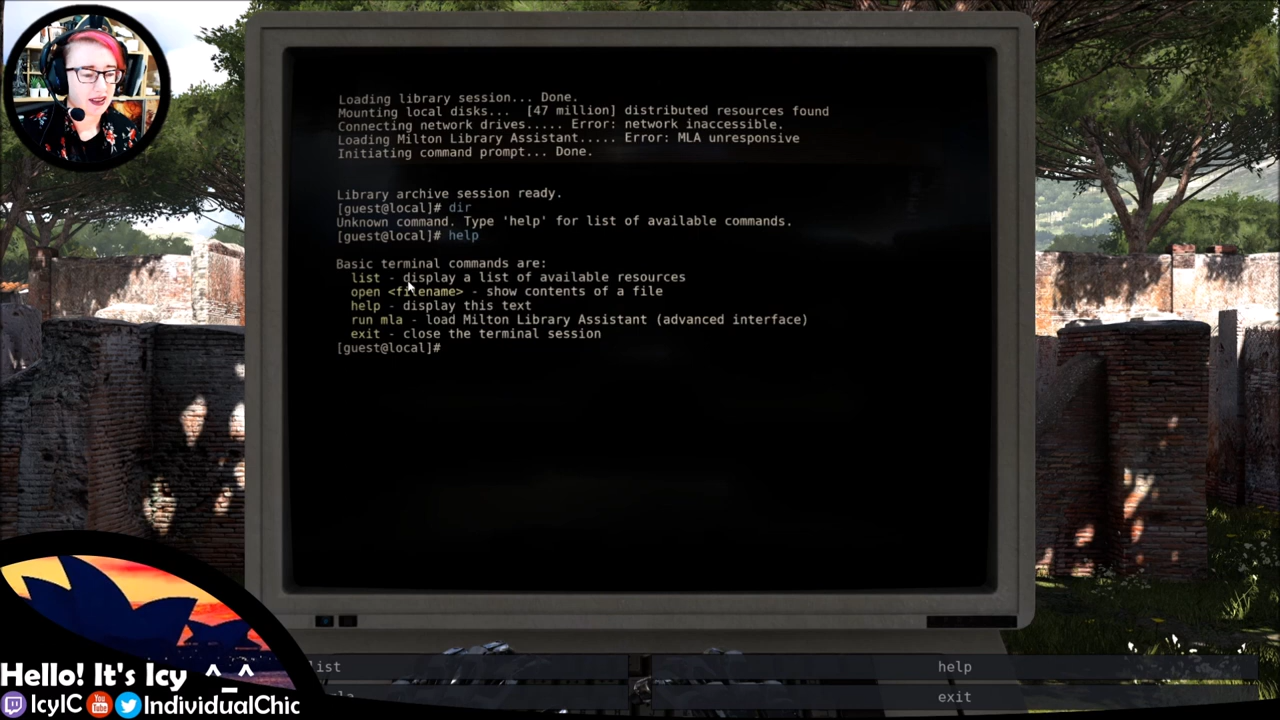 Loading library session... Done.
Mounting local disks... [47 million] distributed resources found
Connecting network drives..... Error: network inaccessible.
Loading Milton Library Assistant..... Error: MLA unresponsive
Initiating command prompt... Done.
Library archive session ready.
[guest@local]# dir
Unknown command. Type 'help' for list of available commands.
[guest@local]# help
Basic terminal commands are:
list - display a list of available resources
open <filename> - show contents of a file
help - display this text
run mla - load Milton Library Assistant (advanced interface)
exit - close the terminal session
[guest@local]#
list
help
exit
Hello! It's Icy ^_^
IcyIC You Tube IndividualChic